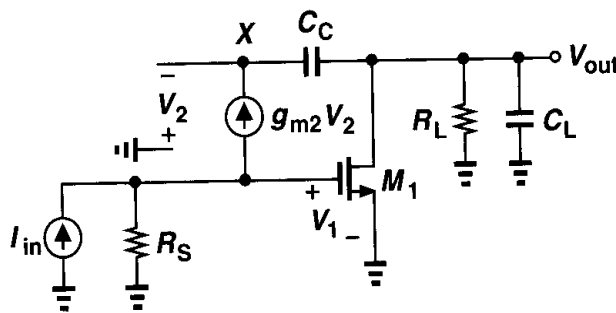 X
C_C
V_out
−
V_2
+
g_m2 V_2
R_L
C_L
+
V_1
−
M_1
I_in
R_S